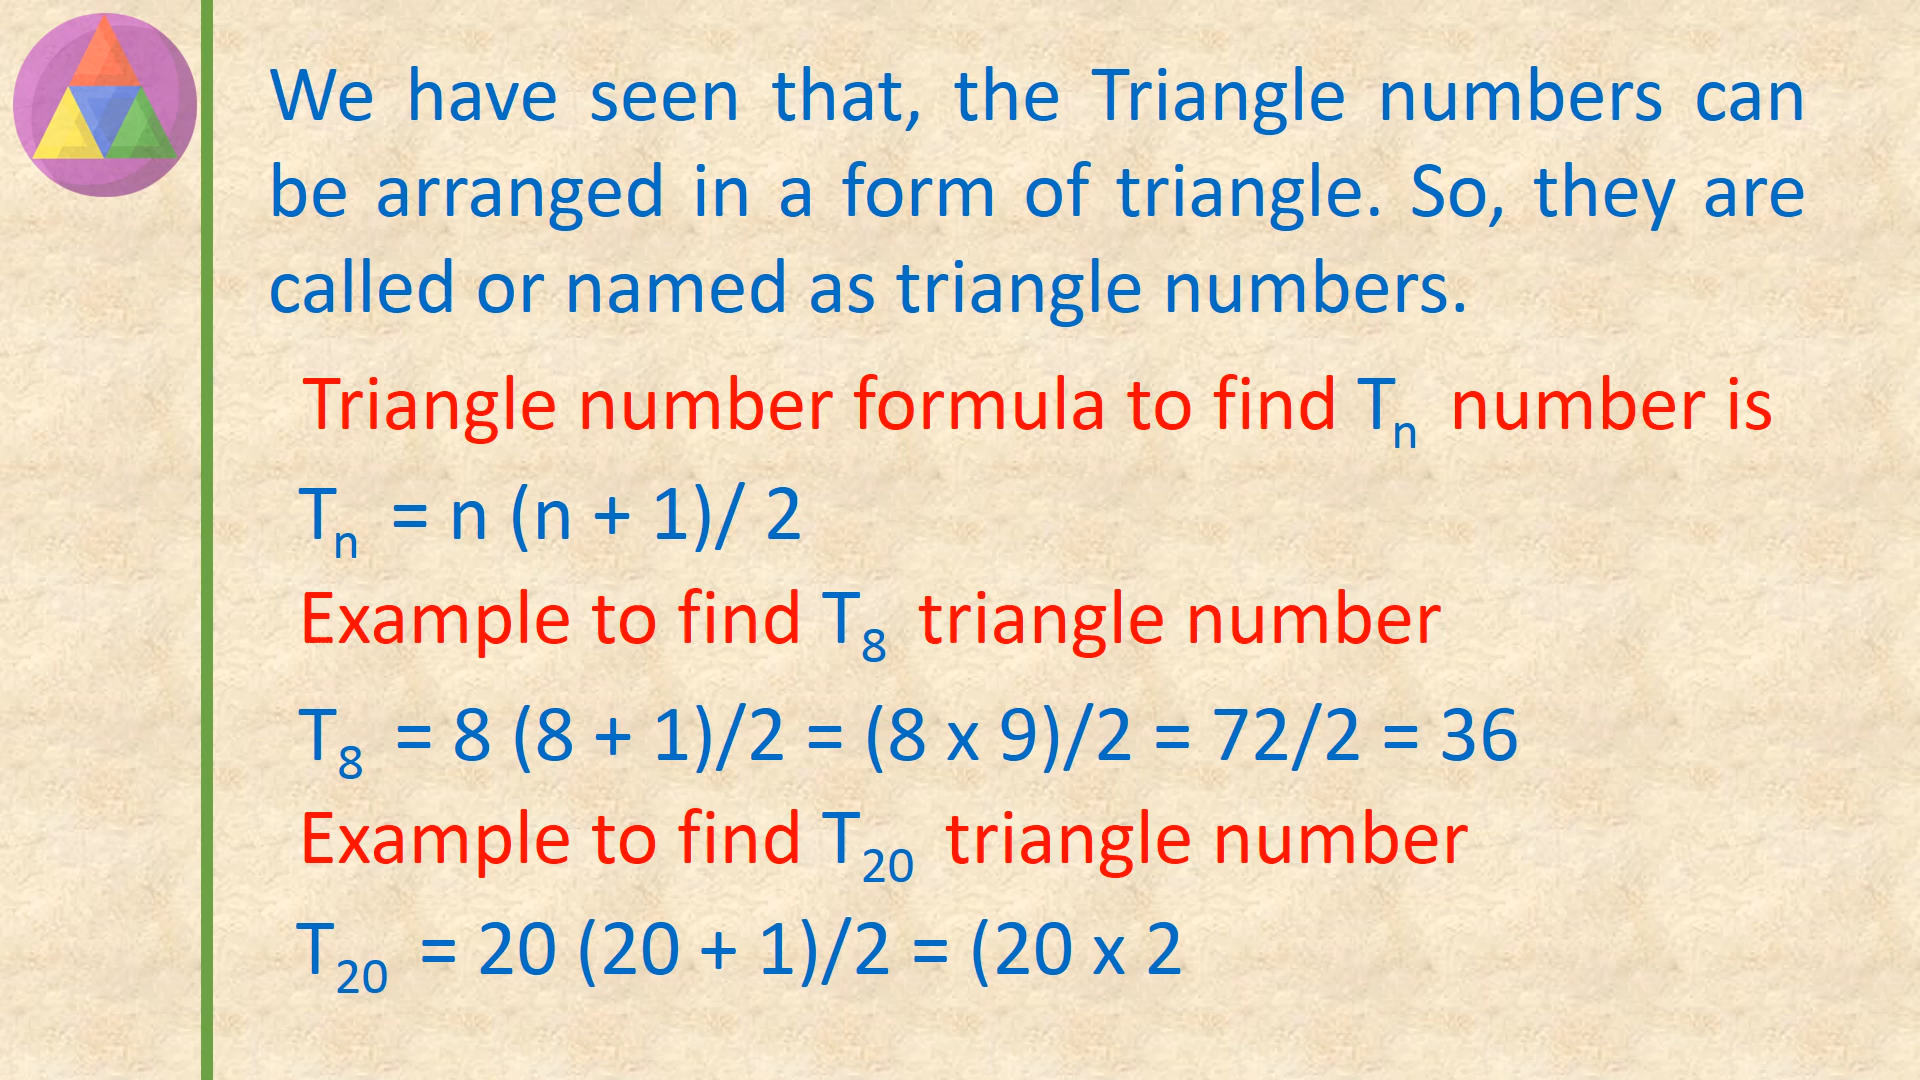 We have seen that, the Triangle numbers can
be arranged in a form of triangle. So, they are
called or named as triangle numbers.
Triangle number formula to find Tn number is
Tn = n (n + 1)/ 2
Example to find T8 triangle number
T8 = 8 (8 + 1)/2 = (8 x 9)/2 = 72/2 = 36
Example to find T20 triangle number
T20 = 20 (20 + 1)/2 = (20 x 2